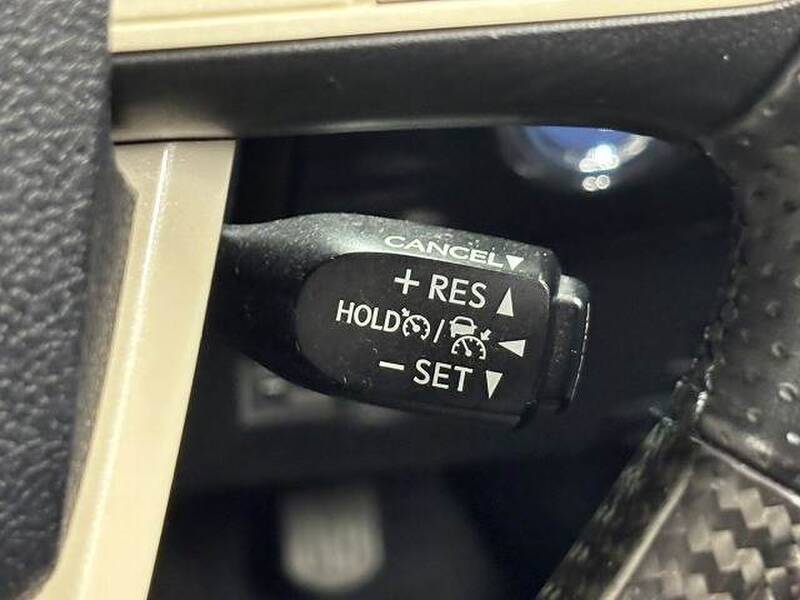 CANCEL▼
+ RES ▲
HOLD / ◀
− SET ▼